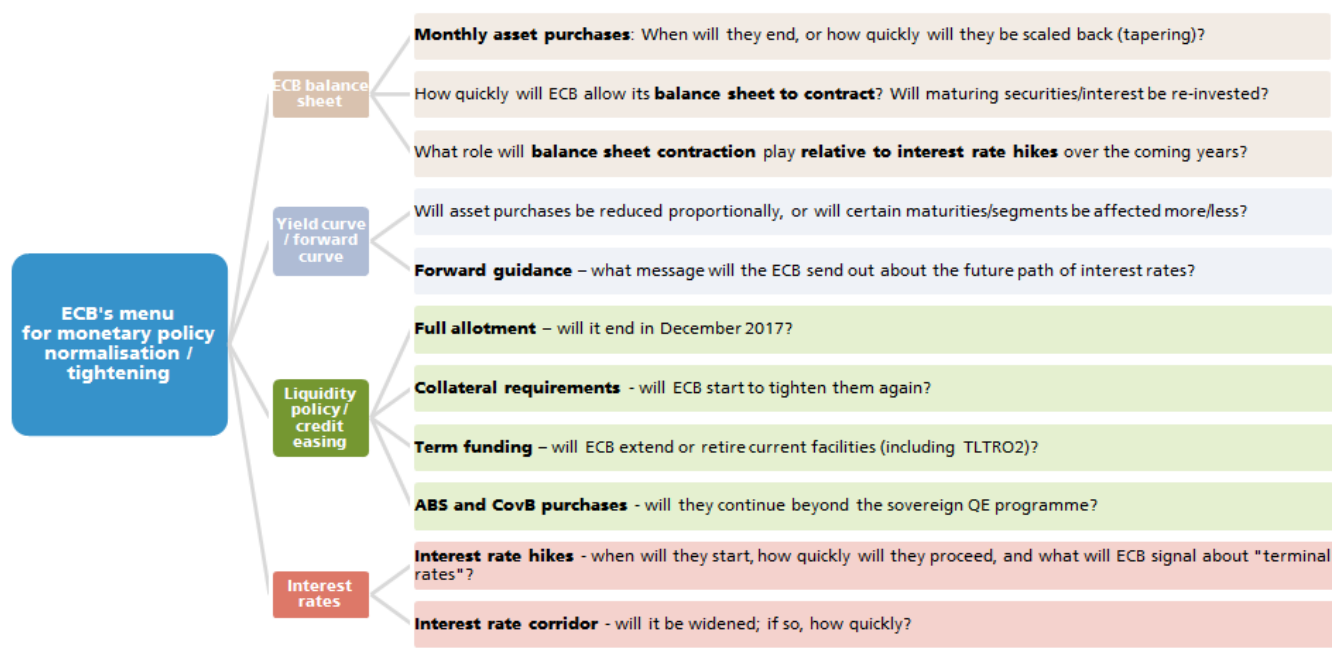 ECB's menu
for monetary policy
normalisation /
tightening
ECB balance
sheet
Monthly asset purchases: When will they end, or how quickly will they be scaled back (tapering)?
How quickly will ECB allow its balance sheet to contract? Will maturing securities/interest be re-invested?
What role will balance sheet contraction play relative to interest rate hikes over the coming years?
Yield curve
/ forward
curve
Will asset purchases be reduced proportionally, or will certain maturities/segments be affected more/less?
Forward guidance – what message will the ECB send out about the future path of interest rates?
Liquidity
policy /
credit
easing
Full allotment – will it end in December 2017?
Collateral requirements - will ECB start to tighten them again?
Term funding – will ECB extend or retire current facilities (including TLTRO2)?
ABS and CovB purchases - will they continue beyond the sovereign QE programme?
Interest
rates
Interest rate hikes - when will they start, how quickly will they proceed, and what will ECB signal about "terminal
rates"?
Interest rate corridor - will it be widened; if so, how quickly?